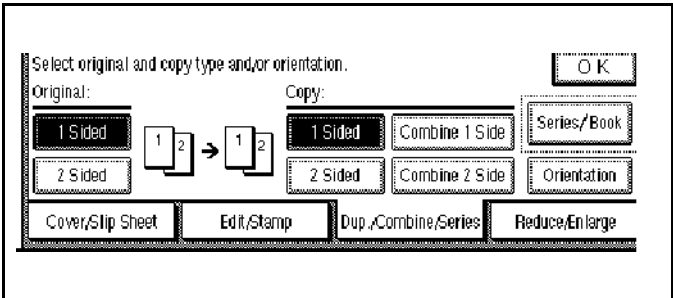 Select original and copy type and/or orientation.
OK
Original:
Copy:
1 Sided
1 2 → 1 2
1 Sided
Combine 1 Side
Series/Book
2 Sided
2 Sided
Combine 2 Side
Orientation
Cover/Slip Sheet
Edit/Stamp
Dup./Combine/Series
Reduce/Enlarge